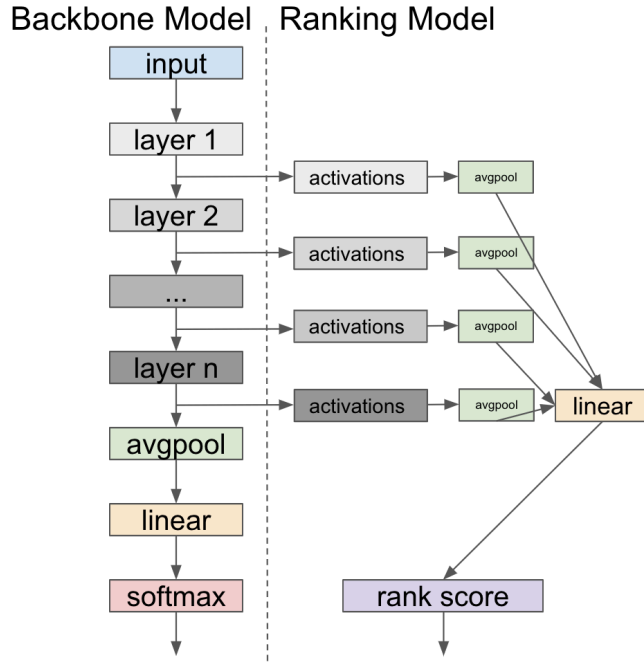 Backbone Model
Ranking Model
input
layer 1
activations
avgpool
layer 2
activations
avgpool
...
activations
avgpool
layer n
activations
avgpool
linear
avgpool
linear
softmax
rank score